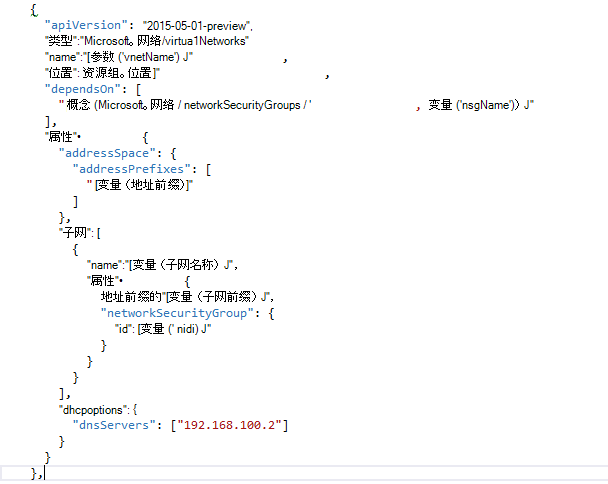 {
"apiVersion": "2015-05-01-preview",
"类型":"Microsoft。网络/virtua1Networks"
"name":"[参数 ('vnetName') J" ,
"位置": 资源组。位置]" ,
"dependsOn": [
" 概念 (Microsoft。网络 / networkSecurityGroups / ' , 变量 ('nsgName')》J"
],
"属性"• {
"addressSpace": {
"addressPrefixes": [
" [变量（地址前缀）]"
]
},
"子网": [
{
"name":"[变量（子网名称）J",
"属性"• {
地址前缀的"[变量（子网前缀）J",
"networkSecurityGroup": {
"id": [变量 (' nidi) J"
}
}
}
],
"dhcpoptions": {
"dnsServers": ["192.168.100.2"]
}
}
},